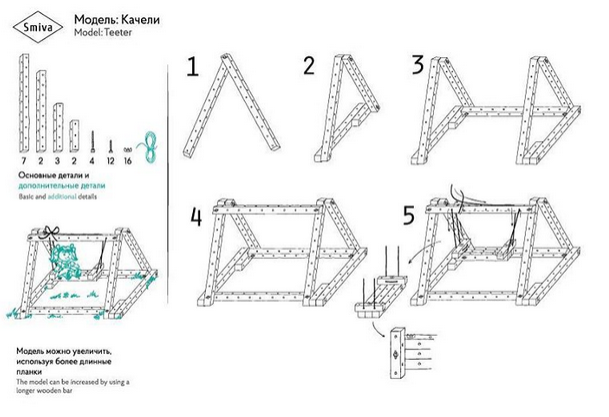 Smiva
Модель: Качели
Model: Teeter
1
2
3
7 2 3 2 4 12 16
Основные детали и
дополнительные детали
Basic and additional details
4
5
Модель можно увеличить,
используя более длинные
планки
The model can be increased by using a
longer wooden bar